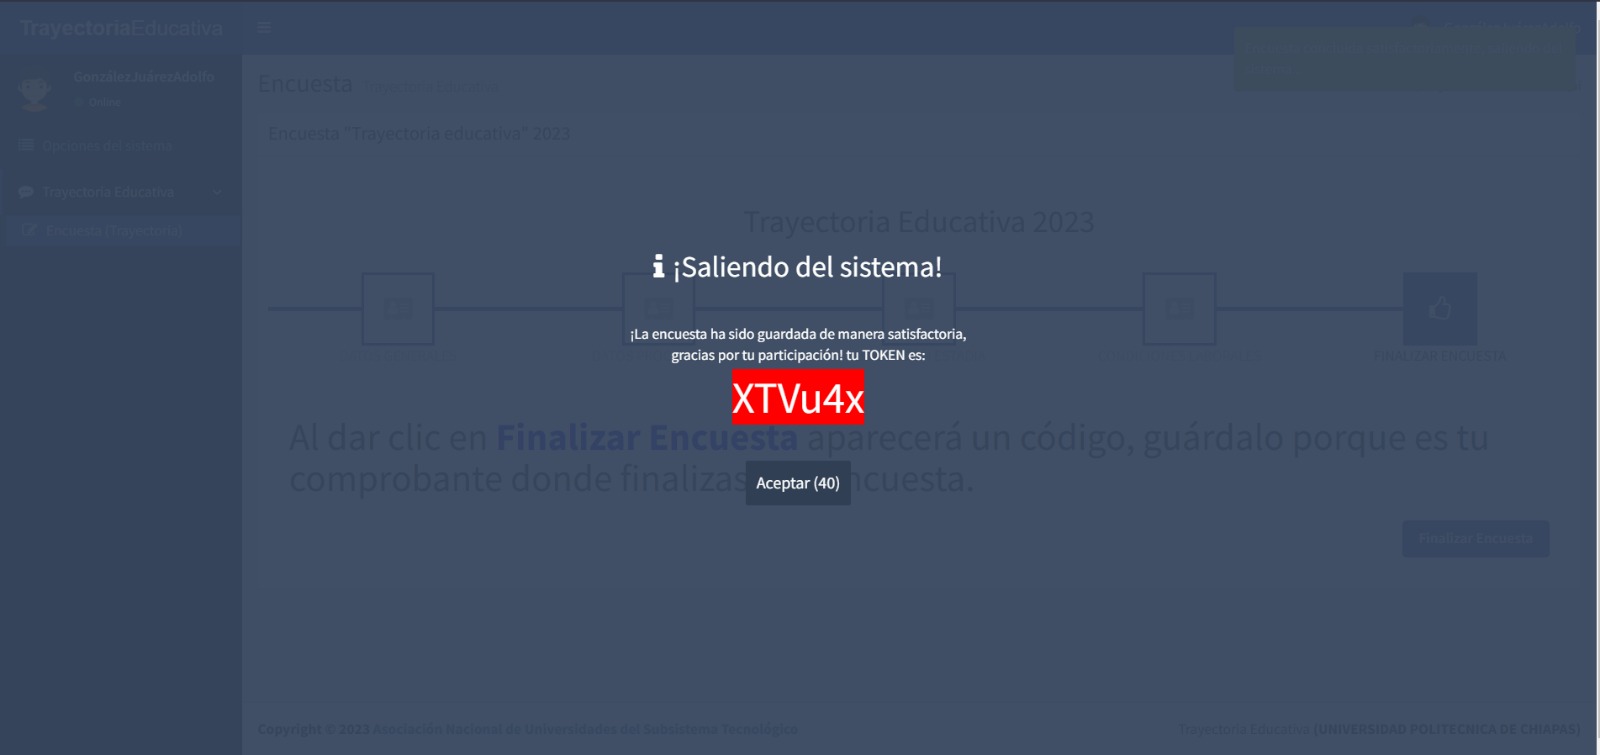 TrayectoriaEducativa
GonzálezJuárezAdolfo
Online
Opciones del sistema
Trayectoria Educativa
Encuesta (Trayectoria)
Encuesta Trayectoria Educativa
Encuesta "Trayectoria educativa" 2023
Trayectoria Educativa 2023
¡Saliendo del sistema!
¡La encuesta ha sido guardada de manera satisfactoria,
gracias por tu participación! tu TOKEN es:
FINALIZAR ENCUESTA
XTVu4x
Al dar clic en Finalizar Encuesta aparecerá un código, guárdalo porque es tu
comprobante donde finalizas encuesta.
Aceptar (40)
Finalizar Encuesta
Copyright © 2023 Asociación Nacional de Universidades del Subsistema Tecnológico
Trayectoria Educativa (UNIVERSIDAD POLITECNICA DE CHIAPAS)